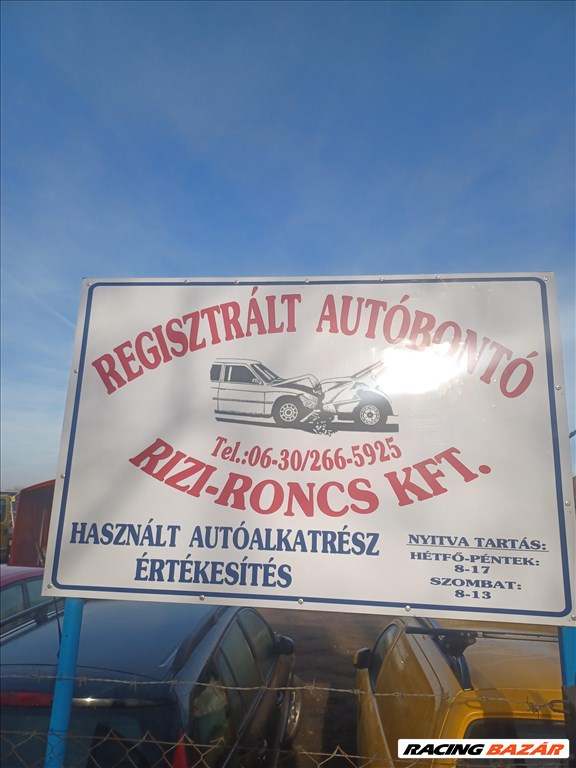 REGISZTRÁLT AUTÓBONTÓ
Tel.:06-30/266-5925
RIZI-RONCS KFT.
HASZNÁLT AUTÓALKATRÉSZ
ÉRTÉKESÍTÉS
NYITVA TARTÁS:
HÉTFŐ-PÉNTEK:
8-17
SZOMBAT:
8-13
RACING BAZÁR